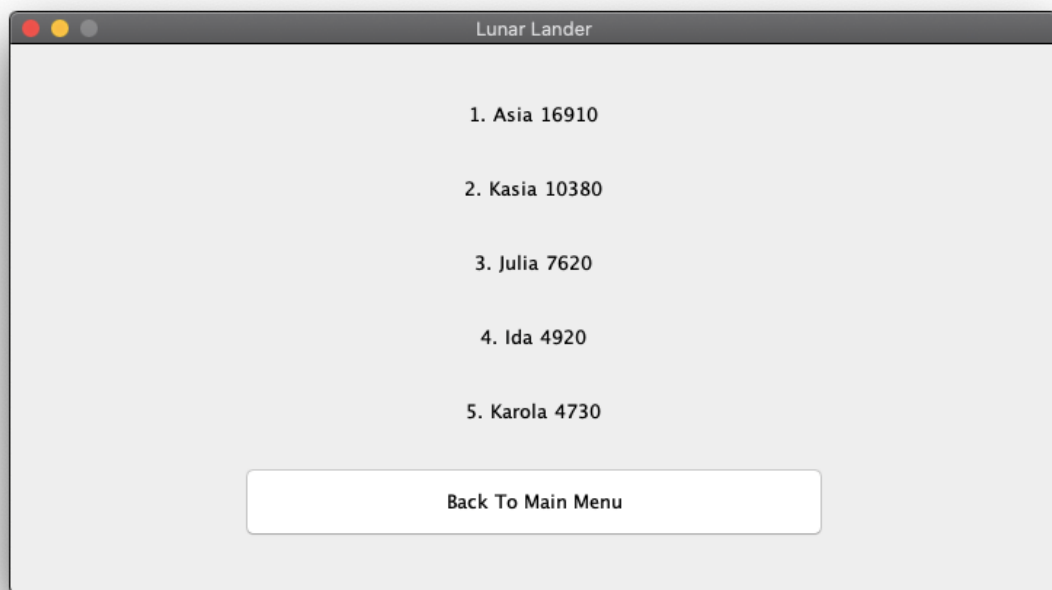 Lunar Lander
1. Asia 16910
2. Kasia 10380
3. Julia 7620
4. Ida 4920
5. Karola 4730
Back To Main Menu